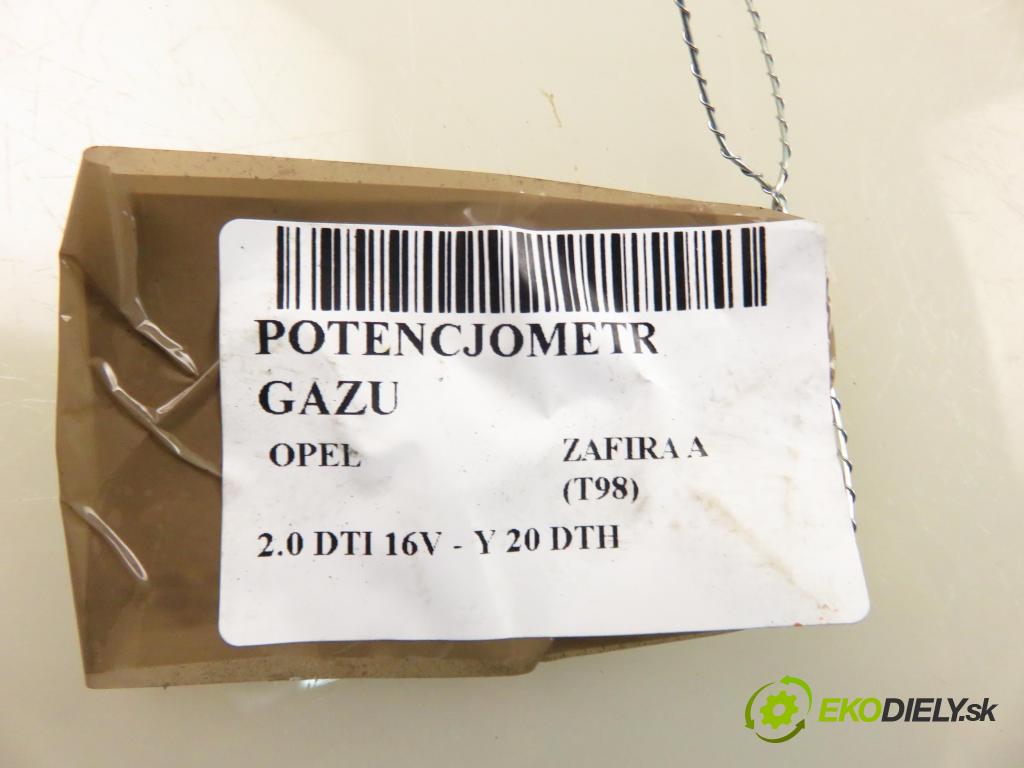 POTENCJOMETR
GAZU
OPEL ZAFIRA A
(T98)
2.0 DTI 16V - Y 20 DTH
EKODIELY.sk